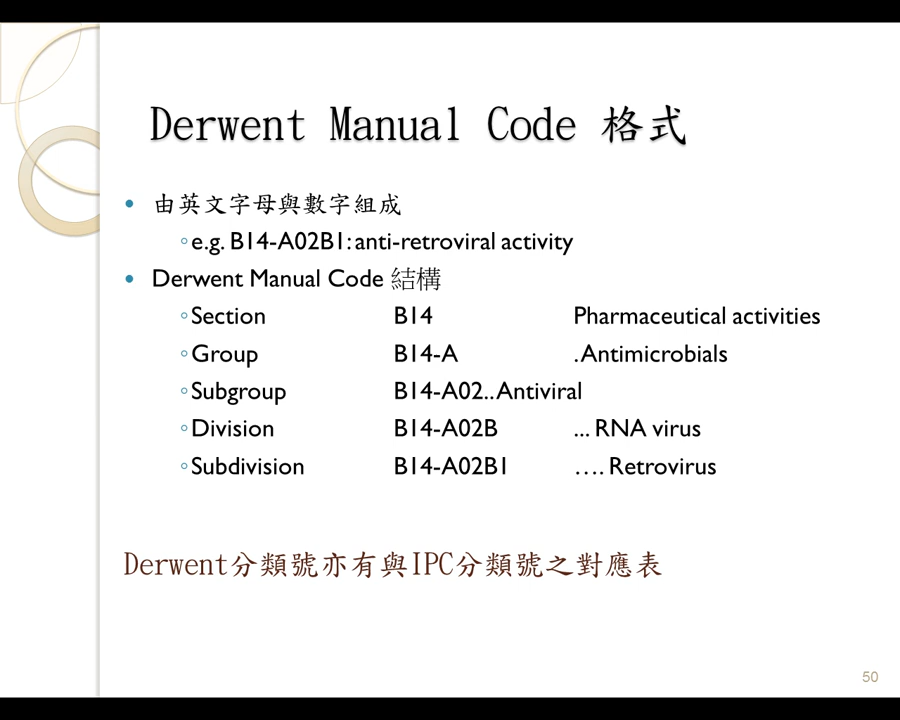 Derwent Manual Code 格式
• 由英文字母與數字組成
◦e.g. B14-A02B1: anti-retroviral activity
• Derwent Manual Code 結構
◦Section B14 Pharmaceutical activities
◦Group B14-A .Antimicrobials
◦Subgroup B14-A02..Antiviral
◦Division B14-A02B ... RNA virus
◦Subdivision B14-A02B1 …. Retrovirus
Derwent分類號亦有與IPC分類號之對應表
50